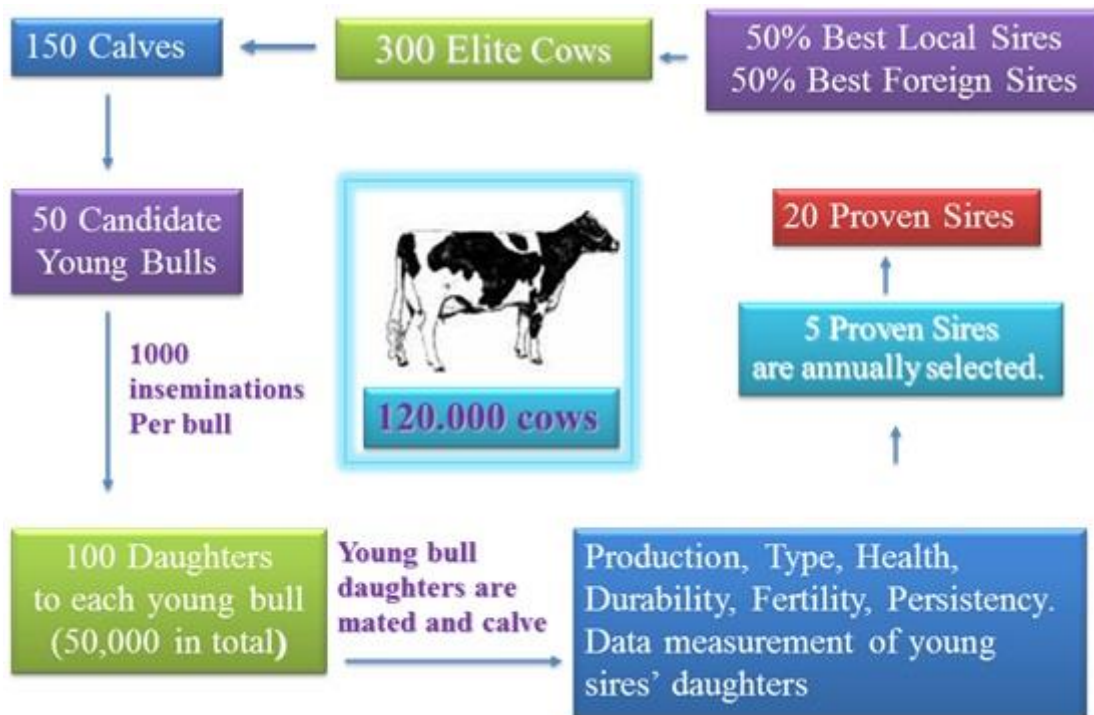 150 Calves
300 Elite Cows
50% Best Local Sires
50% Best Foreign Sires
50 Candidate
Young Bulls
20 Proven Sires
1000
inseminations
Per bull
120.000 cows
5 Proven Sires
are annually selected.
100 Daughters
to each young bull
(50,000 in total)
Young bull
daughters are
mated and calve
Production, Type, Health,
Durability, Fertility, Persistency.
Data measurement of young
sires' daughters